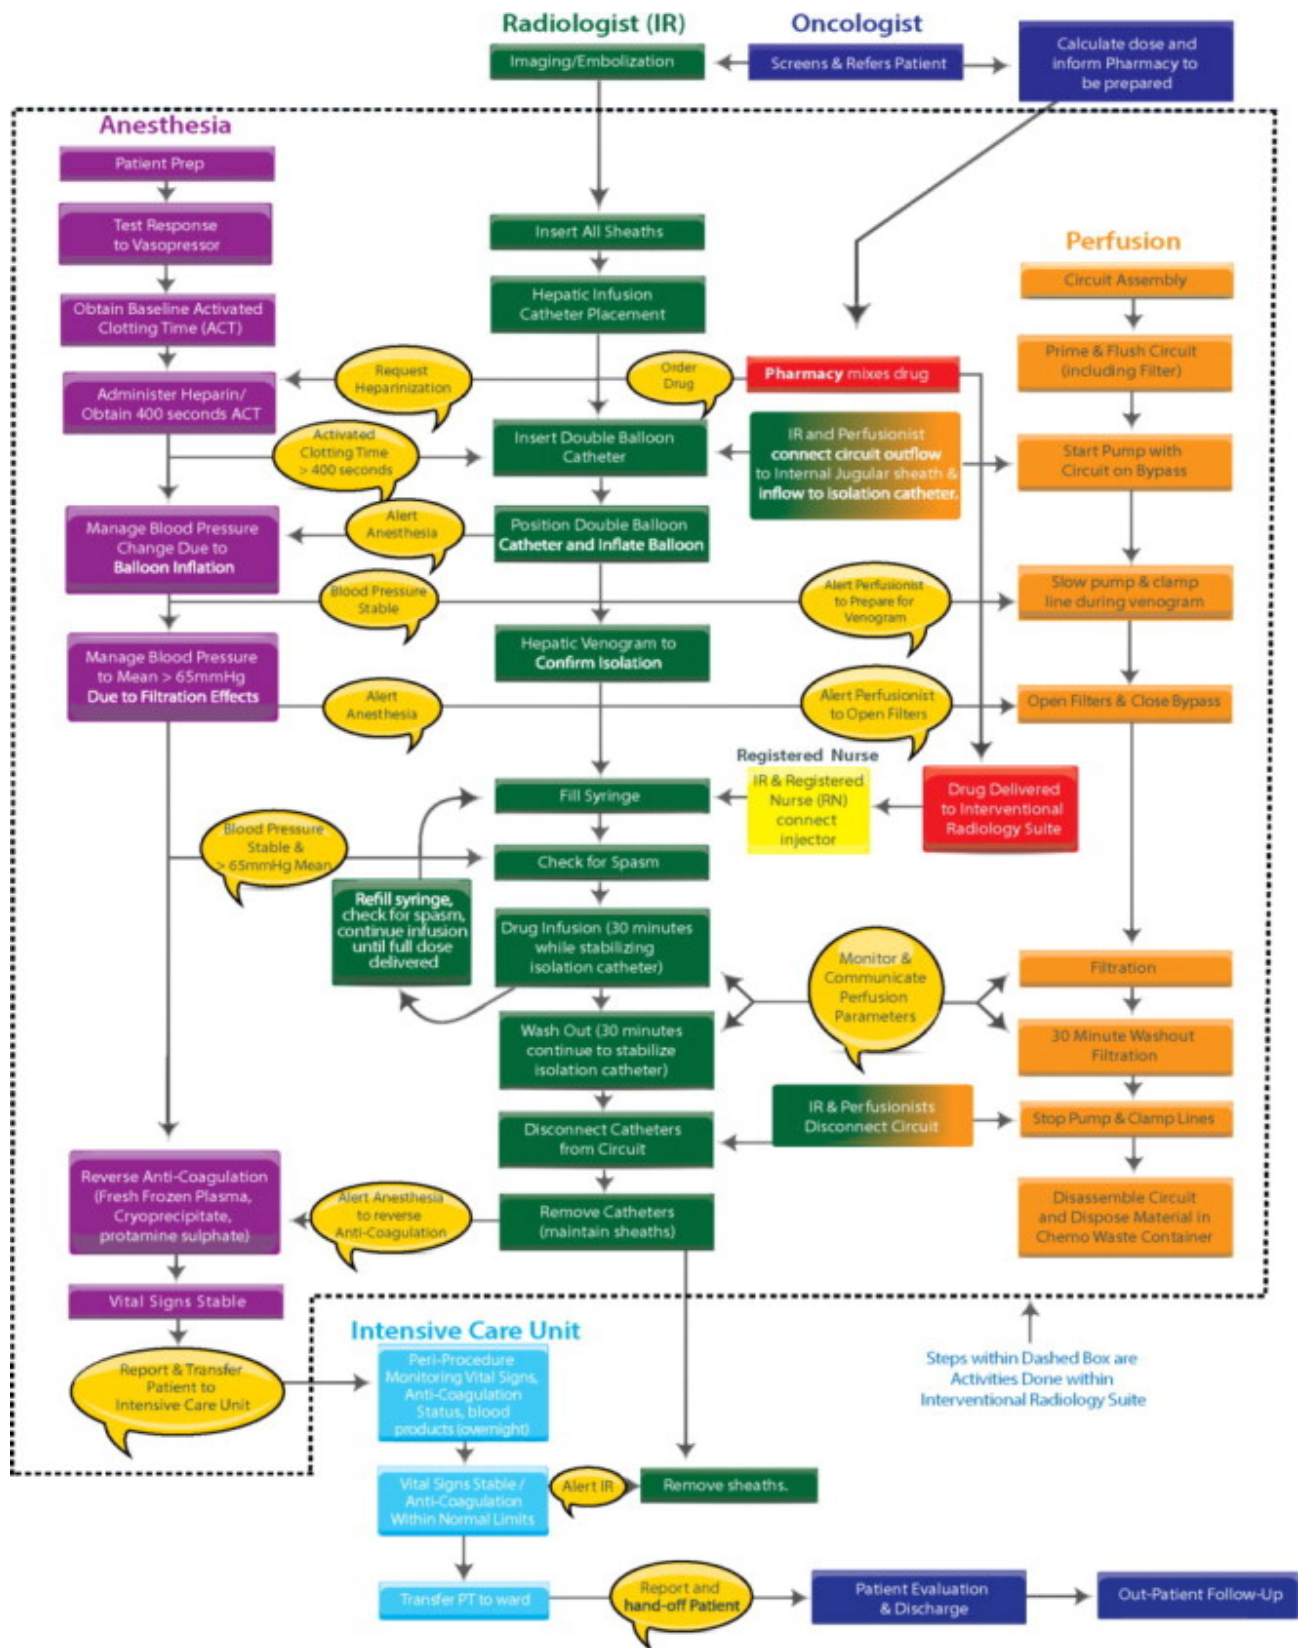 Radiologist (IR)
Oncologist
Imaging/Embolization
Screens & Refers Patient
Calculate dose and
inform Pharmacy to
be prepared
Anesthesia
Patient Prep
Test Response
to Vasopressor
Insert All Sheaths
Perfusion
Circuit Assembly
Obtain Baseline Activated
Clotting Time (ACT)
Hepatic Infusion
Catheter Placement
Prime & Flush Circuit
(including Filter)
Request
Heparinization
Order
Drug
Pharmacy mixes drug
Administer Heparin/
Obtain 400 seconds ACT
Activated
Clotting Time
> 400 seconds
Insert Double Balloon
Catheter
IR and Perfusionist
connect circuit outflow
to Internal Jugular sheath &
inflow to isolation catheter.
Start Pump with
Circuit on Bypass
Manage Blood Pressure
Change Due to
Balloon Inflation
Alert
Anesthesia
Position Double Balloon
Catheter and Inflate Balloon
Blood Pressure
Stable
Alert Perfusionist
to Prepare for
Venogram
Slow pump & clamp
line during venogram
Manage Blood Pressure
to Mean > 65mmHg
Due to Filtration Effects
Hepatic Venogram to
Confirm Isolation
Alert
Anesthesia
Alert Perfusionist
to Open Filters
Open Filters & Close Bypass
Registered Nurse
Fill Syringe
IR & Registered
Nurse (RN)
connect
injector
Drug Delivered
to Interventional
Radiology Suite
Blood Pressure
Stable &
> 65mmHg Mean
Check for Spasm
Refill syringe,
check for spasm,
continue infusion
until full dose
delivered
Drug Infusion (30 minutes
while stabilizing
isolation catheter)
Monitor &
Communicate
Perfusion
Parameters
Filtration
Wash Out (30 minutes
continue to stabilize
isolation catheter)
30 Minute Washout
Filtration
IR & Perfusionists
Disconnect Circuit
Stop Pump & Clamp Lines
Disconnect Catheters
from Circuit
Reverse Anti-Coagulation
(Fresh Frozen Plasma,
Cryoprecipitate,
protamine sulphate)
Alert Anesthesia
to reverse
Anti-Coagulation
Remove Catheters
(maintain sheaths)
Disassemble Circuit
and Dispose Material in
Chemo Waste Container
Vital Signs Stable
Intensive Care Unit
Report & Transfer
Patient to
Intensive Care Unit
Peri-Procedure
Monitoring Vital Signs,
Anti-Coagulation
Status, blood
products (overnight)
Steps within Dashed Box are
Activities Done within
Interventional Radiology Suite
Vital Signs Stable /
Anti-Coagulation
Within Normal Limits
Alert IR
Remove sheaths.
Transfer PT to ward
Report and
hand-off Patient
Patient Evaluation
& Discharge
Out-Patient Follow-Up